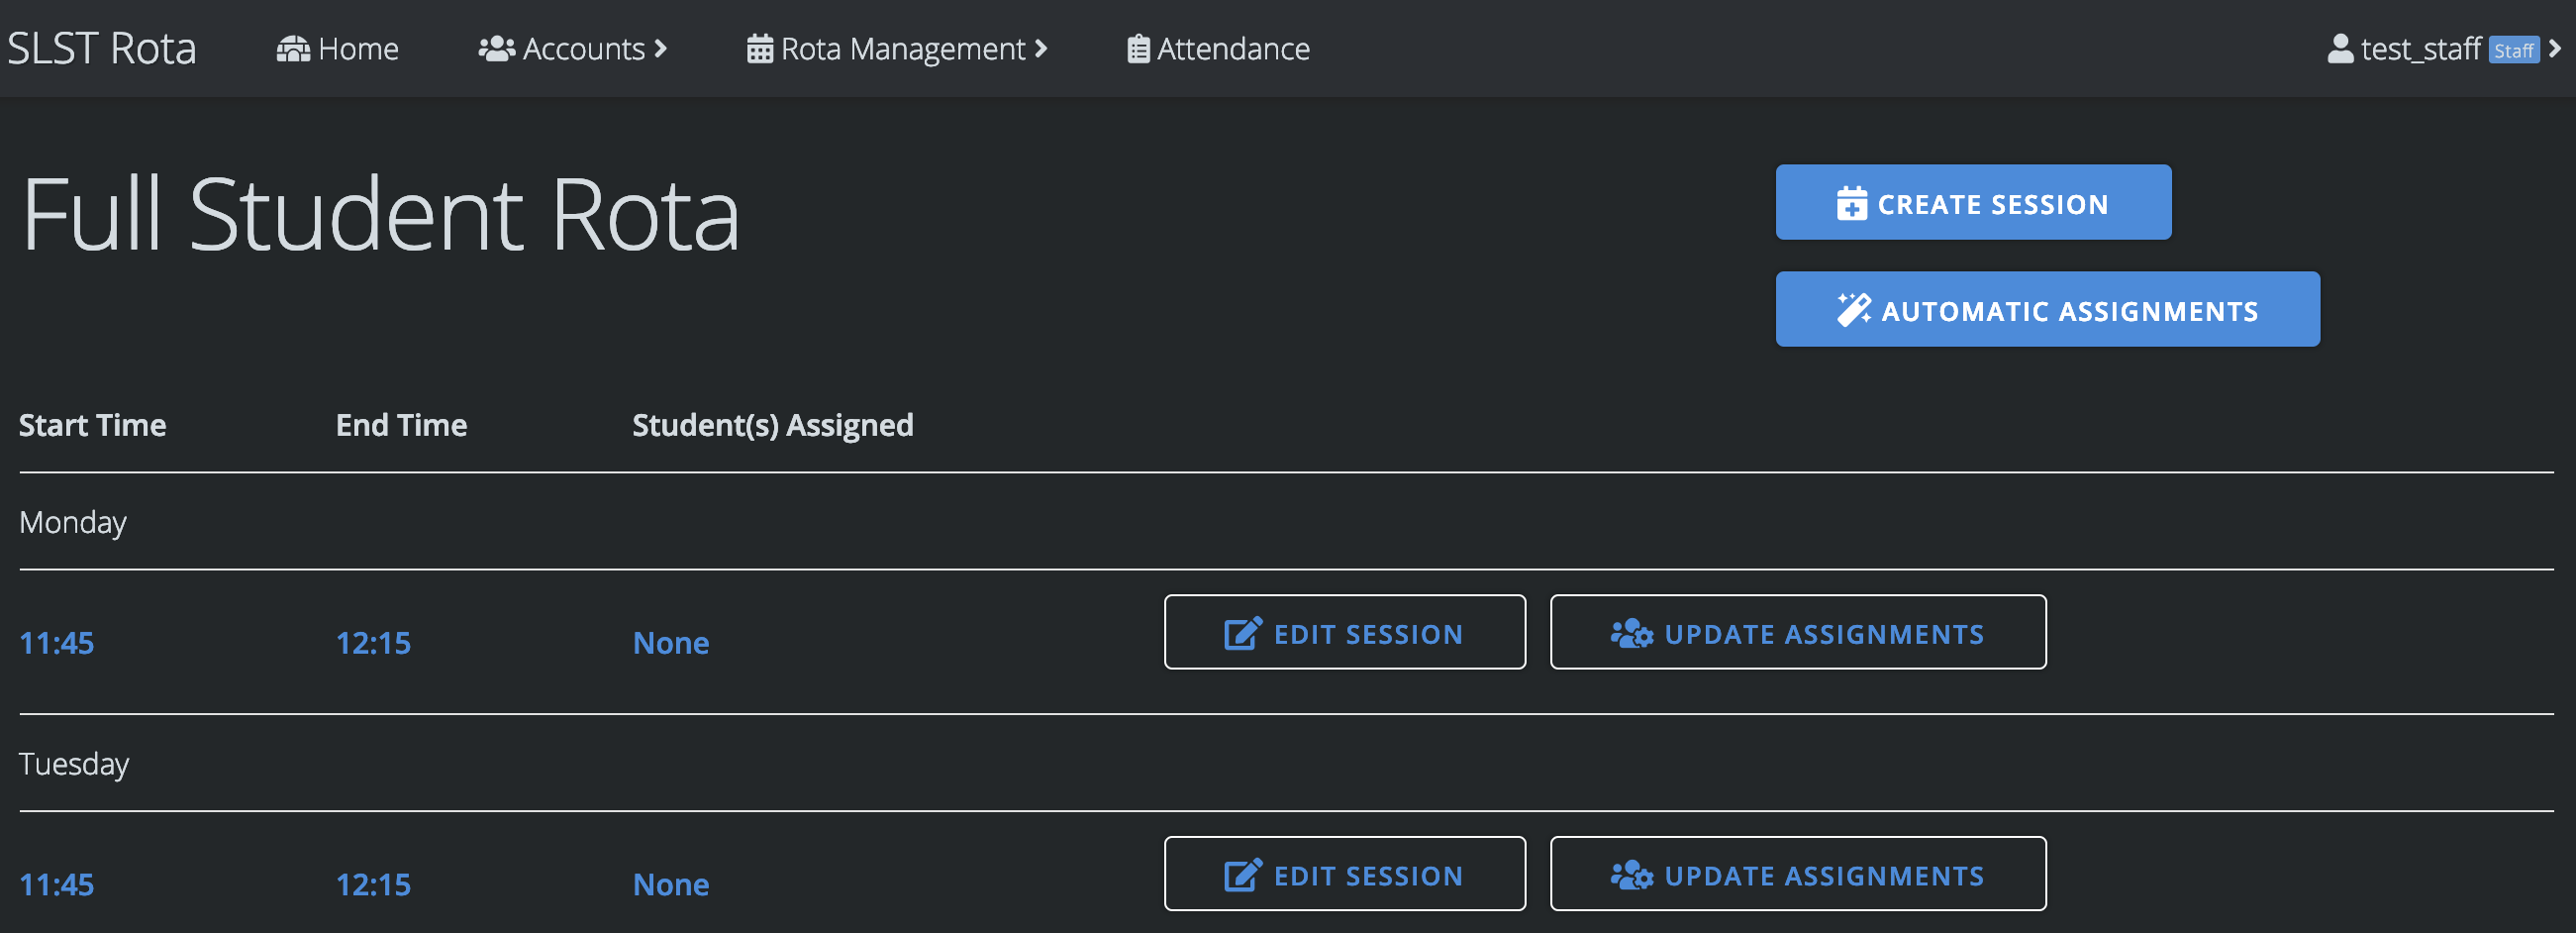 SLST Rota Home Accounts Rota Management Attendance test_staff Staff
Full Student Rota
CREATE SESSION
AUTOMATIC ASSIGNMENTS
Start Time End Time Student(s) Assigned
Monday
11:45 12:15 None EDIT SESSION UPDATE ASSIGNMENTS
Tuesday
11:45 12:15 None EDIT SESSION UPDATE ASSIGNMENTS